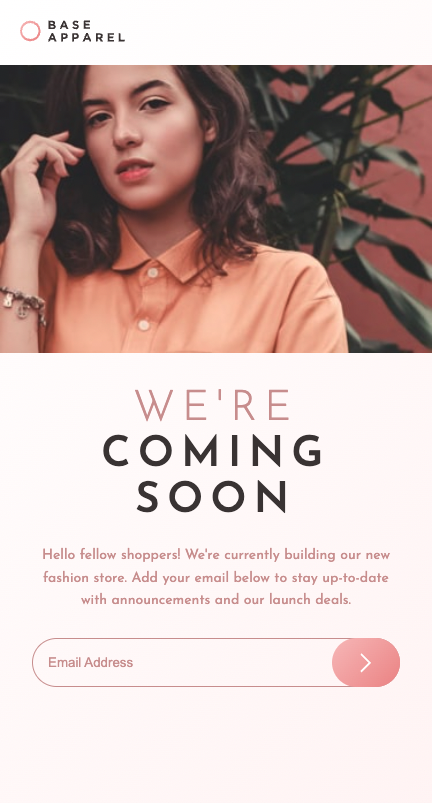 BASE
APPAREL
WE'RE
COMING
SOON
Hello fellow shoppers! We're currently building our new
fashion store. Add your email below to stay up-to-date
with announcements and our launch deals.
Email Address